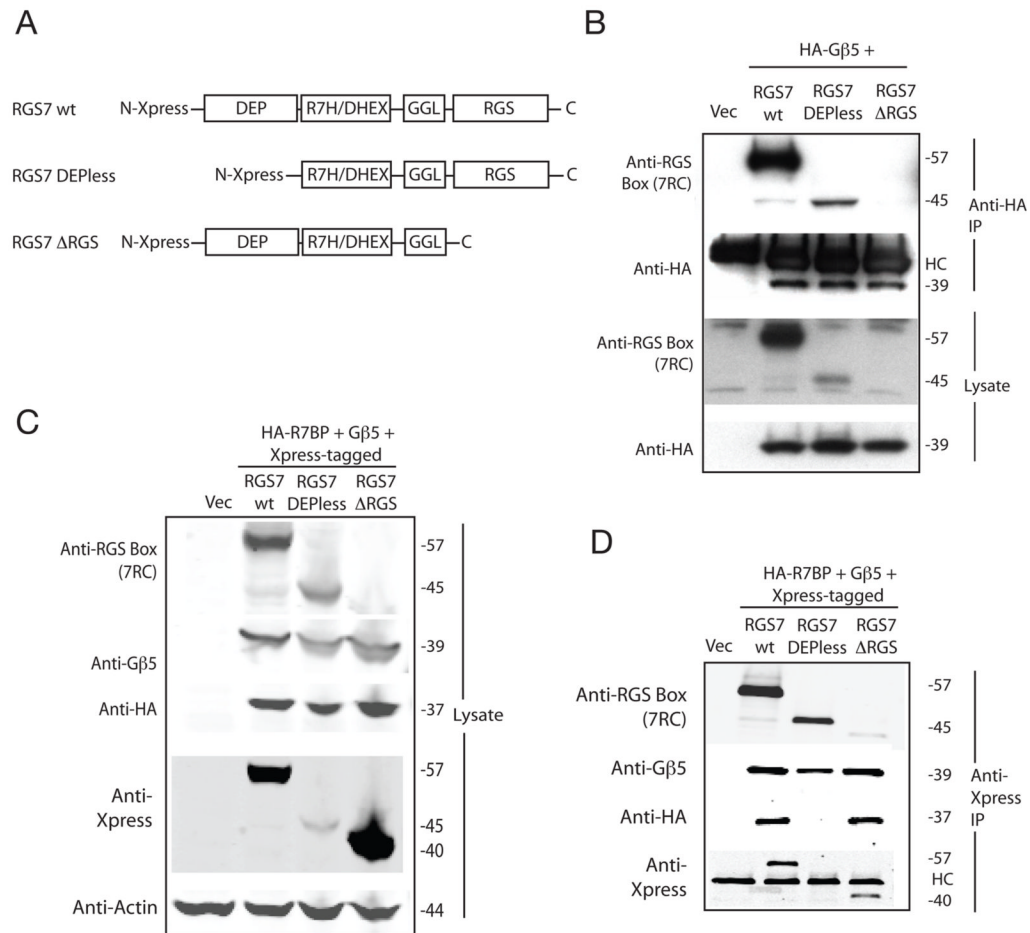 A
RGS7 wt N-Xpress DEP R7H/DHEX GGL RGS C
RGS7 DEPless N-Xpress R7H/DHEX GGL RGS C
RGS7 ΔRGS N-Xpress DEP R7H/DHEX GGL C
B
HA-Gβ5 +
Vec RGS7 wt RGS7 DEPless RGS7 ΔRGS
Anti-RGS Box (7RC)
-57
-45
Anti-HA
HC
-39
Anti-HA IP
Anti-RGS Box (7RC)
-57
-45
Anti-HA
-39
Lysate
C
HA-R7BP + Gβ5 +
Xpress-tagged
Vec RGS7 wt RGS7 DEPless RGS7 ΔRGS
Anti-RGS Box (7RC)
-57
-45
Anti-Gβ5
-39
Anti-HA
-37
Anti-Xpress
-57
-45
-40
Anti-Actin
-44
Lysate
D
HA-R7BP + Gβ5 +
Xpress-tagged
Vec RGS7 wt RGS7 DEPless RGS7 ΔRGS
Anti-RGS Box (7RC)
-57
-45
Anti-Gβ5
-39
Anti-HA
-37
Anti-Xpress
-57
HC
-40
Anti-Xpress IP